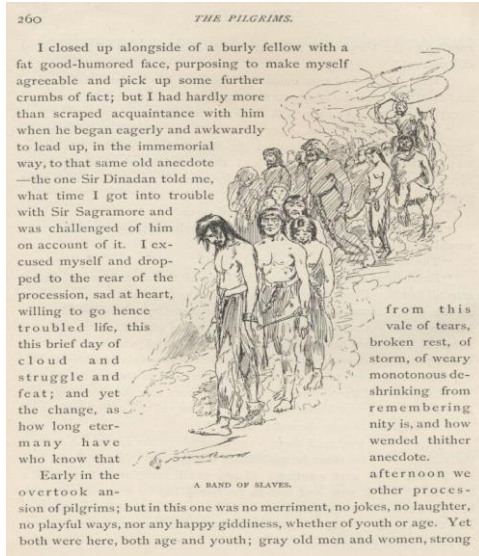 260 THE PILGRIMS.
I closed up alongside of a burly fellow with a
fat good-humored face, purposing to make myself
agreeable and pick up some further
crumbs of fact; but I had hardly more
than scraped acquaintance with him
when he began eagerly and awkwardly
to lead up, in the immemorial
way, to that same old anecdote
—the one Sir Dinadan told me,
what time I got into trouble
with Sir Sagramore and
was challenged of him
on account of it. I ex-
cused myself and drop-
ped to the rear of the
procession, sad at heart,
willing to go hence from this
troubled life, this vale of tears,
this brief day of broken rest, of
cloud and storm, of weary
struggle and monotonous de-
feat; and yet shrinking from
the change, as remembering
how long eter- nity is, and how
many have wended thither
who know that anecdote.
A BAND OF SLAVES.
Early in the afternoon we
overtook an- other proces-
sion of pilgrims; but in this one was no merriment, no jokes, no laughter,
no playful ways, nor any happy giddiness, whether of youth or age. Yet
both were here, both age and youth; gray old men and women, strong